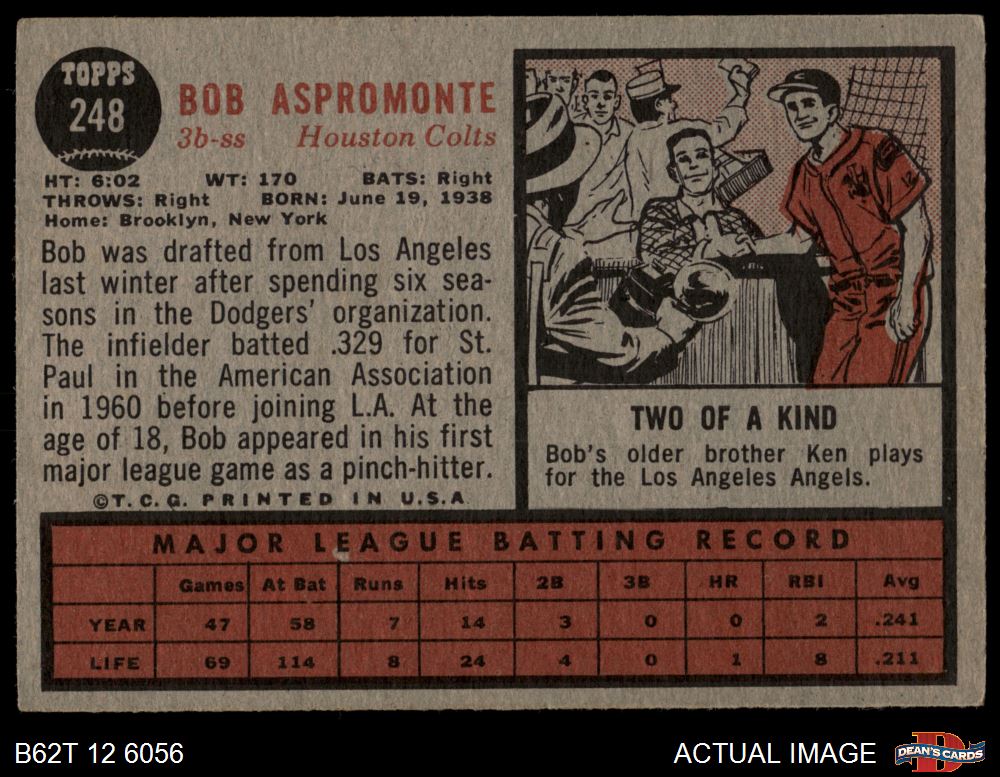 TOPPS
248
BOB ASPROMONTE
3b-ss Houston Colts
HT: 6:02 WT: 170 BATS: Right
THROWS: Right BORN: June 19, 1938
Home: Brooklyn, New York
Bob was drafted from Los Angeles
last winter after spending six sea-
sons in the Dodgers' organization.
The infielder batted .329 for St.
Paul in the American Association
in 1960 before joining L.A. At the
age of 18, Bob appeared in his first
major league game as a pinch-hitter.
©T.C.G. PRINTED IN U.S.A
12
TWO OF A KIND
Bob's older brother Ken plays
for the Los Angeles Angels.
MAJOR LEAGUE BATTING RECORD
Games At Bat Runs Hits 2B 3B HR RBI Avg
YEAR 47 58 7 14 3 0 0 2 .241
LIFE 69 114 8 24 4 0 1 8 .211
B62T 12 6056
ACTUAL IMAGE
D
DEAN'S CARDS